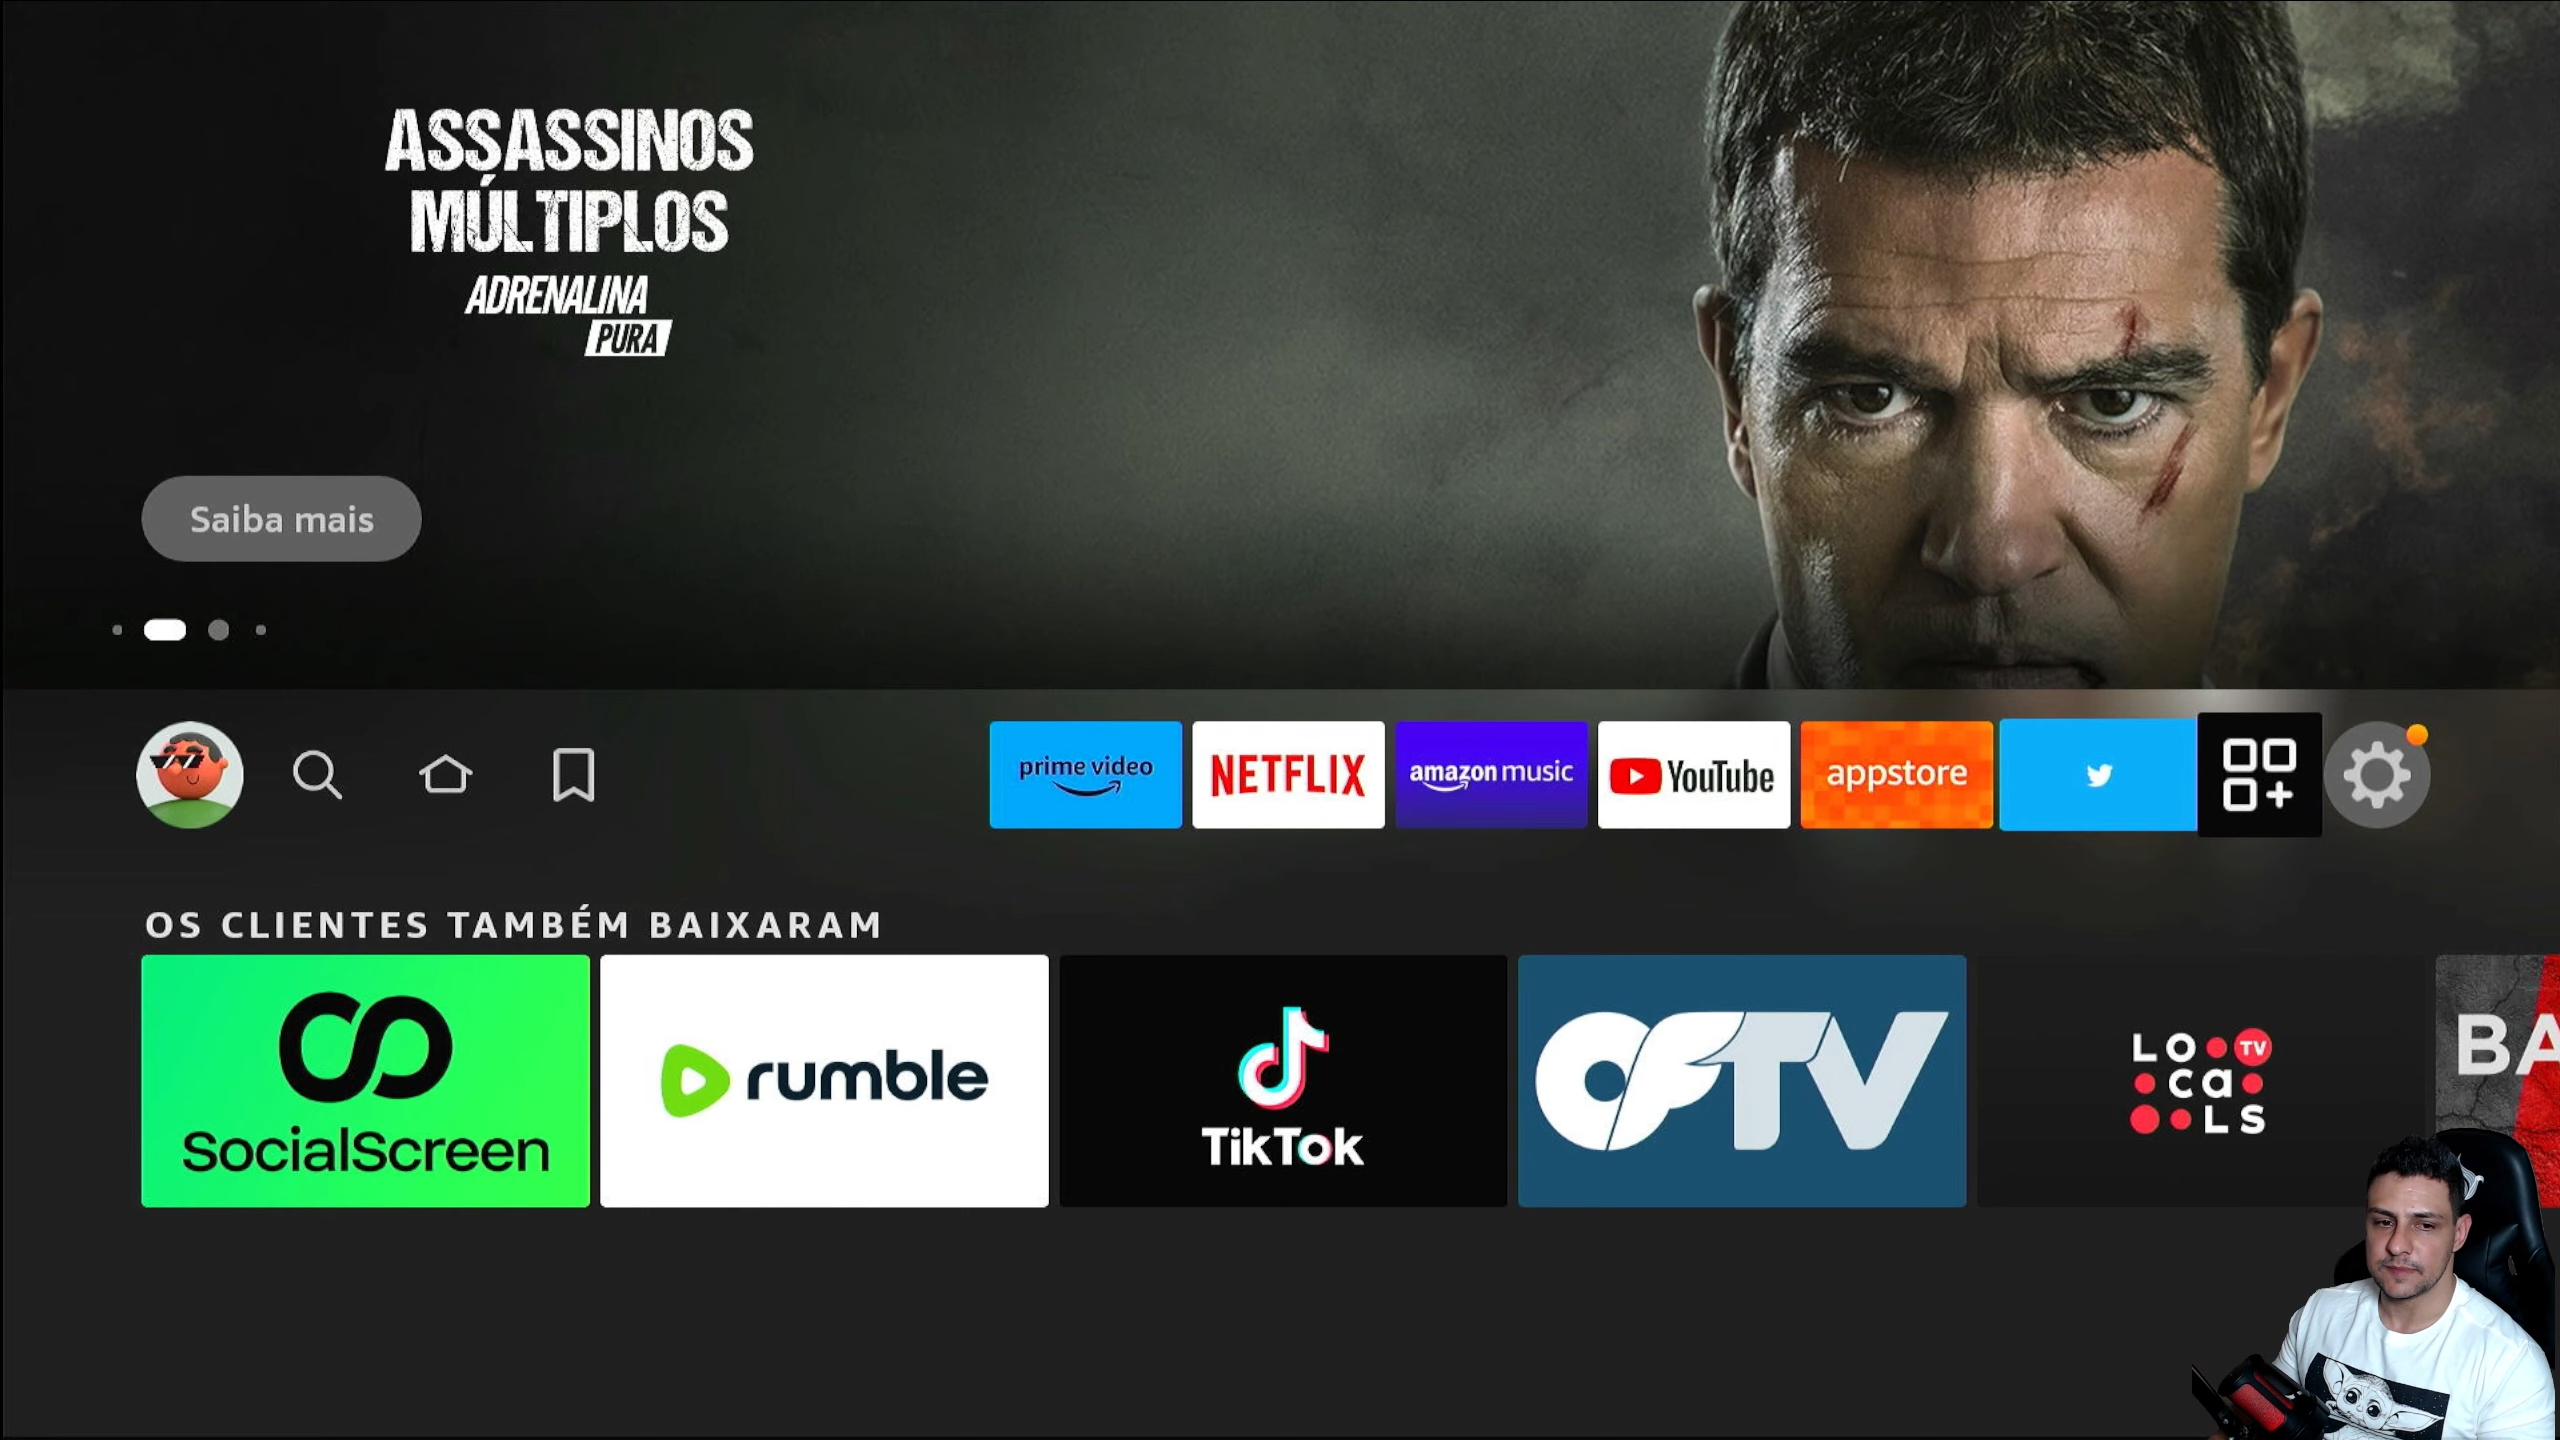 ASSASSINOS
MÚLTIPLOS
ADRENALINA
PURA
Saiba mais
prime video
NETFLIX
amazon music
YouTube
appstore
OS CLIENTES TAMBÉM BAIXARAM
SocialScreen
rumble
TikTok
OFTV
LO TV
ca
LS
BA